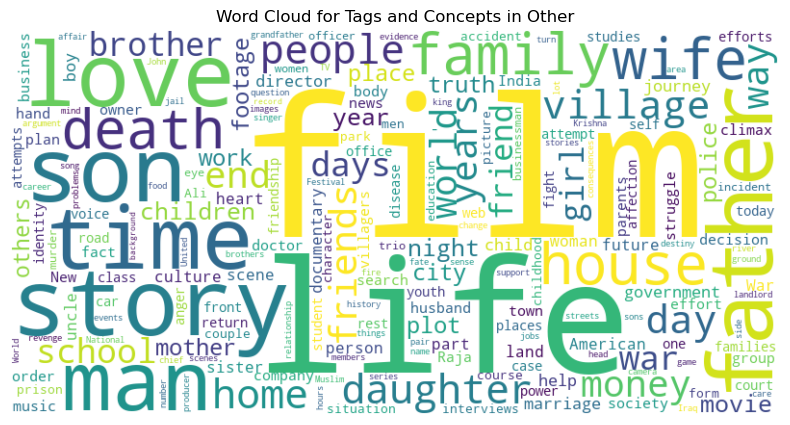 Word Cloud for Tags and Concepts in Other
love
brother
people
family
wife
way
film
life
story
time
son
man
death
father
house
daughter
village
girl
friend
friends
world
years
days
end
work
children
school
mother
home
money
movie
war
day
night
city
plot
year
place
truth
footage
director
documentary
business
boy
affair
grandfather
officer
evidence
turn
accident
studies
efforts
John
women
tv
India
journey
area
hand
owner
jail
question
body
news
men
king
lot
mind
record
images
singer
argument
plan
attempts
park
picture
businessman
Krishna
self
attempt
stories
consequences
police
climax
office
education
fight
parents
affection
struggle
incident
today
career
problems
food
eye
Ali
heart
friendship
Festival
disease
identity
others
voice
background
brothers
character
villagers
trio
web
change
child
childhood
woman
future
destiny
decision
river
ground
landlord
murder
road
fact
United
doctor
New
class
culture
scene
search
fire
fate
sense
support
government
effort
War
events
car
anger
front
youth
husband
history
town
places
streets
sons
American
families
uncle
return
couple
student
rest
things
person
part
land
jobs
one
side
group
World
revenge
National
chief
scenes
sister
relationship
members
pair
name
Raja
case
head
game
order
prison
music
number
producer
company
Muslim
hours
series
situation
interviews
course
power
marriage
help
society
camera
Iraq
form
court
care